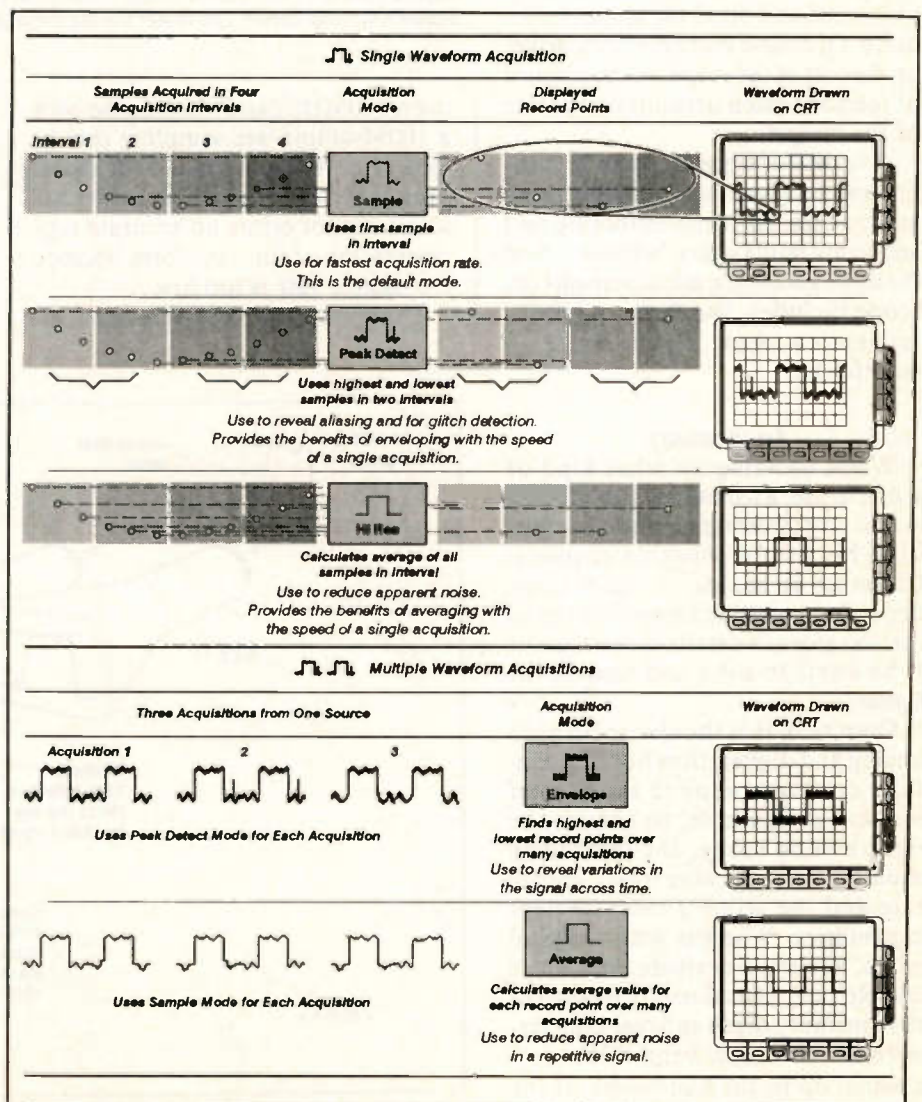 Single Waveform Acquisition
Samples Acquired in Four
Acquisition Intervals
Acquisition
Mode
Displayed
Record Points
Waveform Drawn
on CRT
Interval 1 2 3 4
Sample
Uses first sample
in interval
Use for fastest acquisition rate.
This is the default mode.
Peak Detect
Uses highest and lowest
samples in two intervals
Use to reveal aliasing and for glitch detection.
Provides the benefits of enveloping with the speed
of a single acquisition.
Hi Res
Calculates average of all
samples in interval
Use to reduce apparent noise.
Provides the benefits of averaging with
the speed of a single acquisition.
Multiple Waveform Acquisitions
Three Acquisitions from One Source
Acquisition
Mode
Waveform Drawn
on CRT
Acquisition 1 2 3
Uses Peak Detect Mode for Each Acquisition
Envelope
Finds highest and
lowest record points over
many acquisitions
Use to reveal variations in
the signal across time.
Uses Sample Mode for Each Acquisition
Average
Calculates average value for
each record point over many
acquisitions
Use to reduce apparent noise
in a repetitive signal.